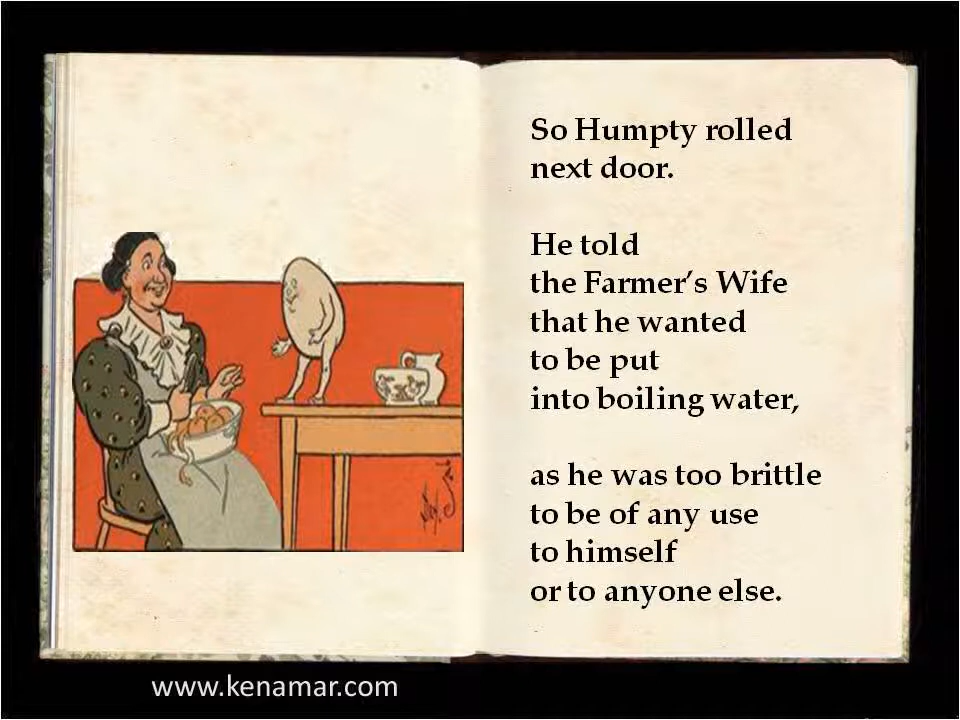 So Humpty rolled
next door.
He told
the Farmer’s Wife
that he wanted
to be put
into boiling water,
as he was too brittle
to be of any use
to himself
or to anyone else.
www.kenamar.com